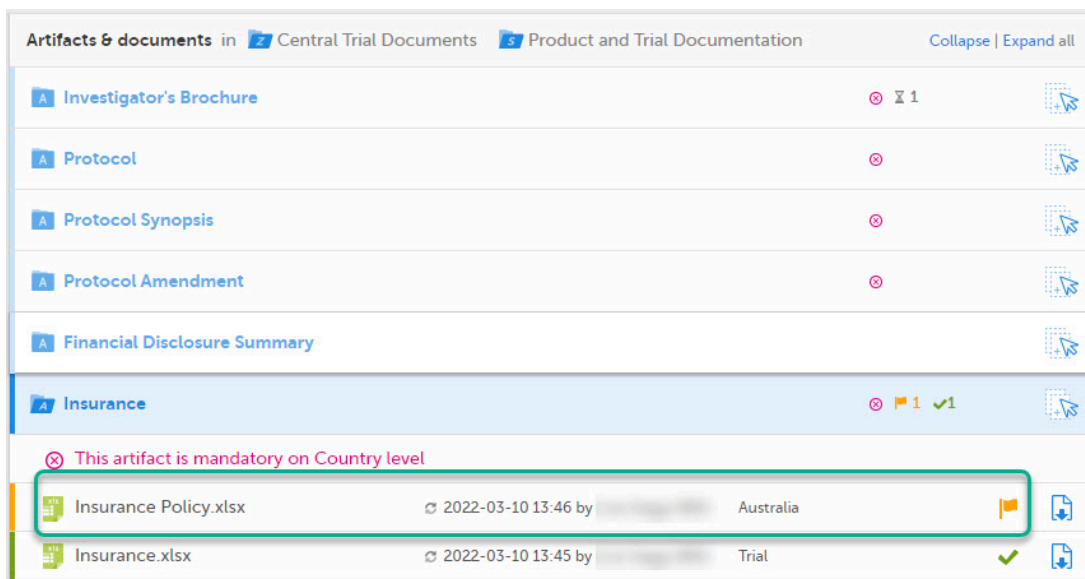 Artifacts & documents in Z Central Trial Documents S Product and Trial Documentation Collapse | Expand all
A Investigator's Brochure 1
A Protocol
A Protocol Synopsis
A Protocol Amendment
A Financial Disclosure Summary
A Insurance 1 1
This artifact is mandatory on Country level
XLS Insurance Policy.xlsx 2022-03-10 13:46 by Australia
XLS Insurance.xlsx 2022-03-10 13:45 by Trial